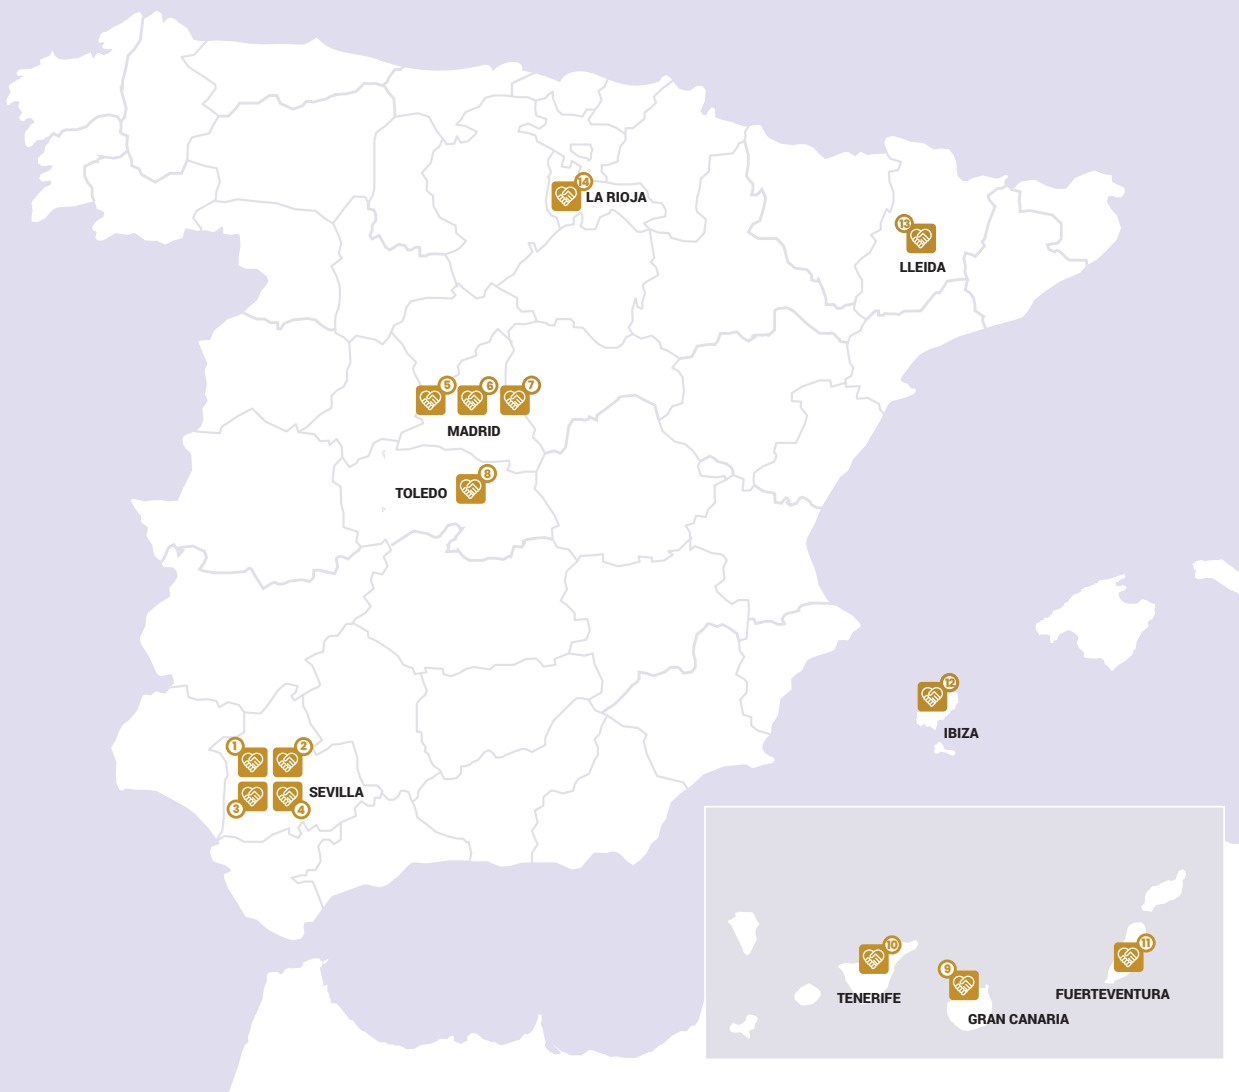 14
LA RIOJA
13
LLEIDA
5
6
7
MADRID
8
TOLEDO
12
IBIZA
1
2
SEVILLA
3
4
10
TENERIFE
9
GRAN CANARIA
11
FUERTEVENTURA